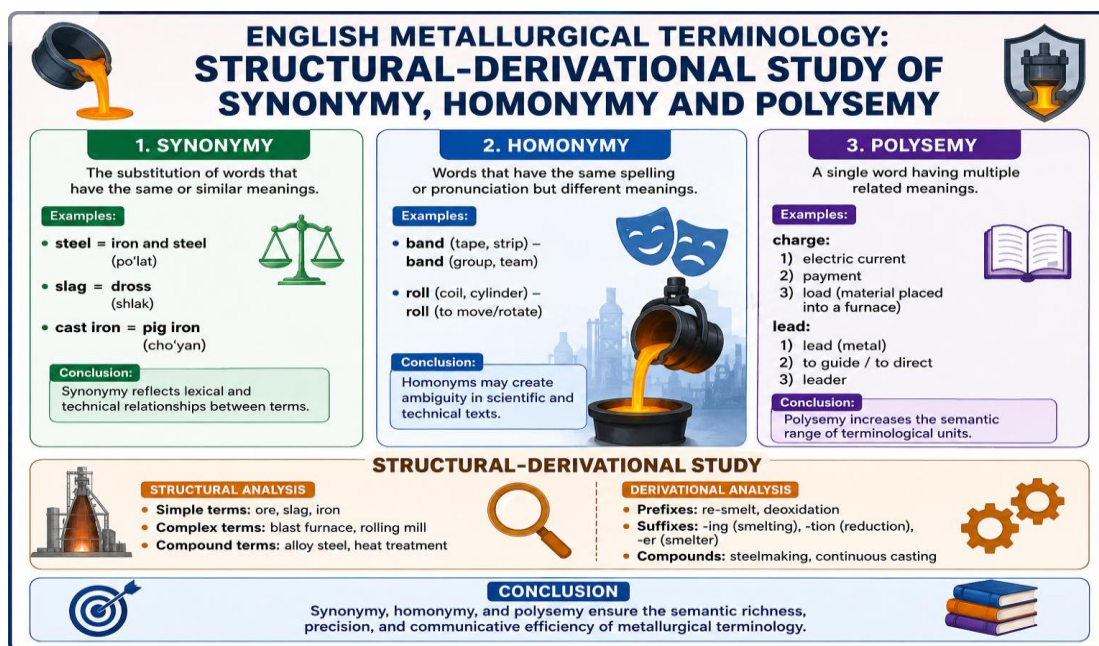 ENGLISH METALLURGICAL TERMINOLOGY:
STRUCTURAL-DERIVATIONAL STUDY OF
SYNONYMY, HOMONYMY AND POLYSEMY
1. SYNONYMY
The substitution of words that
have the same or similar meanings.
Examples:
• steel = iron and steel
(po‘lat)
• slag = dross
(shlak)
• cast iron = pig iron
(cho‘yan)
Conclusion:
Synonymy reflects lexical and
technical relationships between terms.
2. HOMONYMY
Words that have the same spelling
or pronunciation but different meanings.
Examples:
• band (tape, strip) –
band (group, team)
• roll (coil, cylinder) –
roll (to move/rotate)
Conclusion:
Homonyms may create
ambiguity in scientific and
technical texts.
3. POLYSEMY
A single word having multiple
related meanings.
Examples:
charge:
1) electric current
2) payment
3) load (material placed
into a furnace)
lead:
1) lead (metal)
2) to guide / to direct
3) leader
Conclusion:
Polysemy increases the semantic
range of terminological units.
STRUCTURAL–DERIVATIONAL STUDY
STRUCTURAL ANALYSIS
• Simple terms: ore, slag, iron
• Complex terms: blast furnace, rolling mill
• Compound terms: alloy steel, heat treatment
DERIVATIONAL ANALYSIS
• Prefixes: re-smelt, deoxidation
• Suffixes: -ing (smelting), -tion (reduction),
-er (smelter)
• Compounds: steelmaking, continuous casting
CONCLUSION
Synonymy, homonymy, and polysemy ensure the semantic richness,
precision, and communicative efficiency of metallurgical terminology.